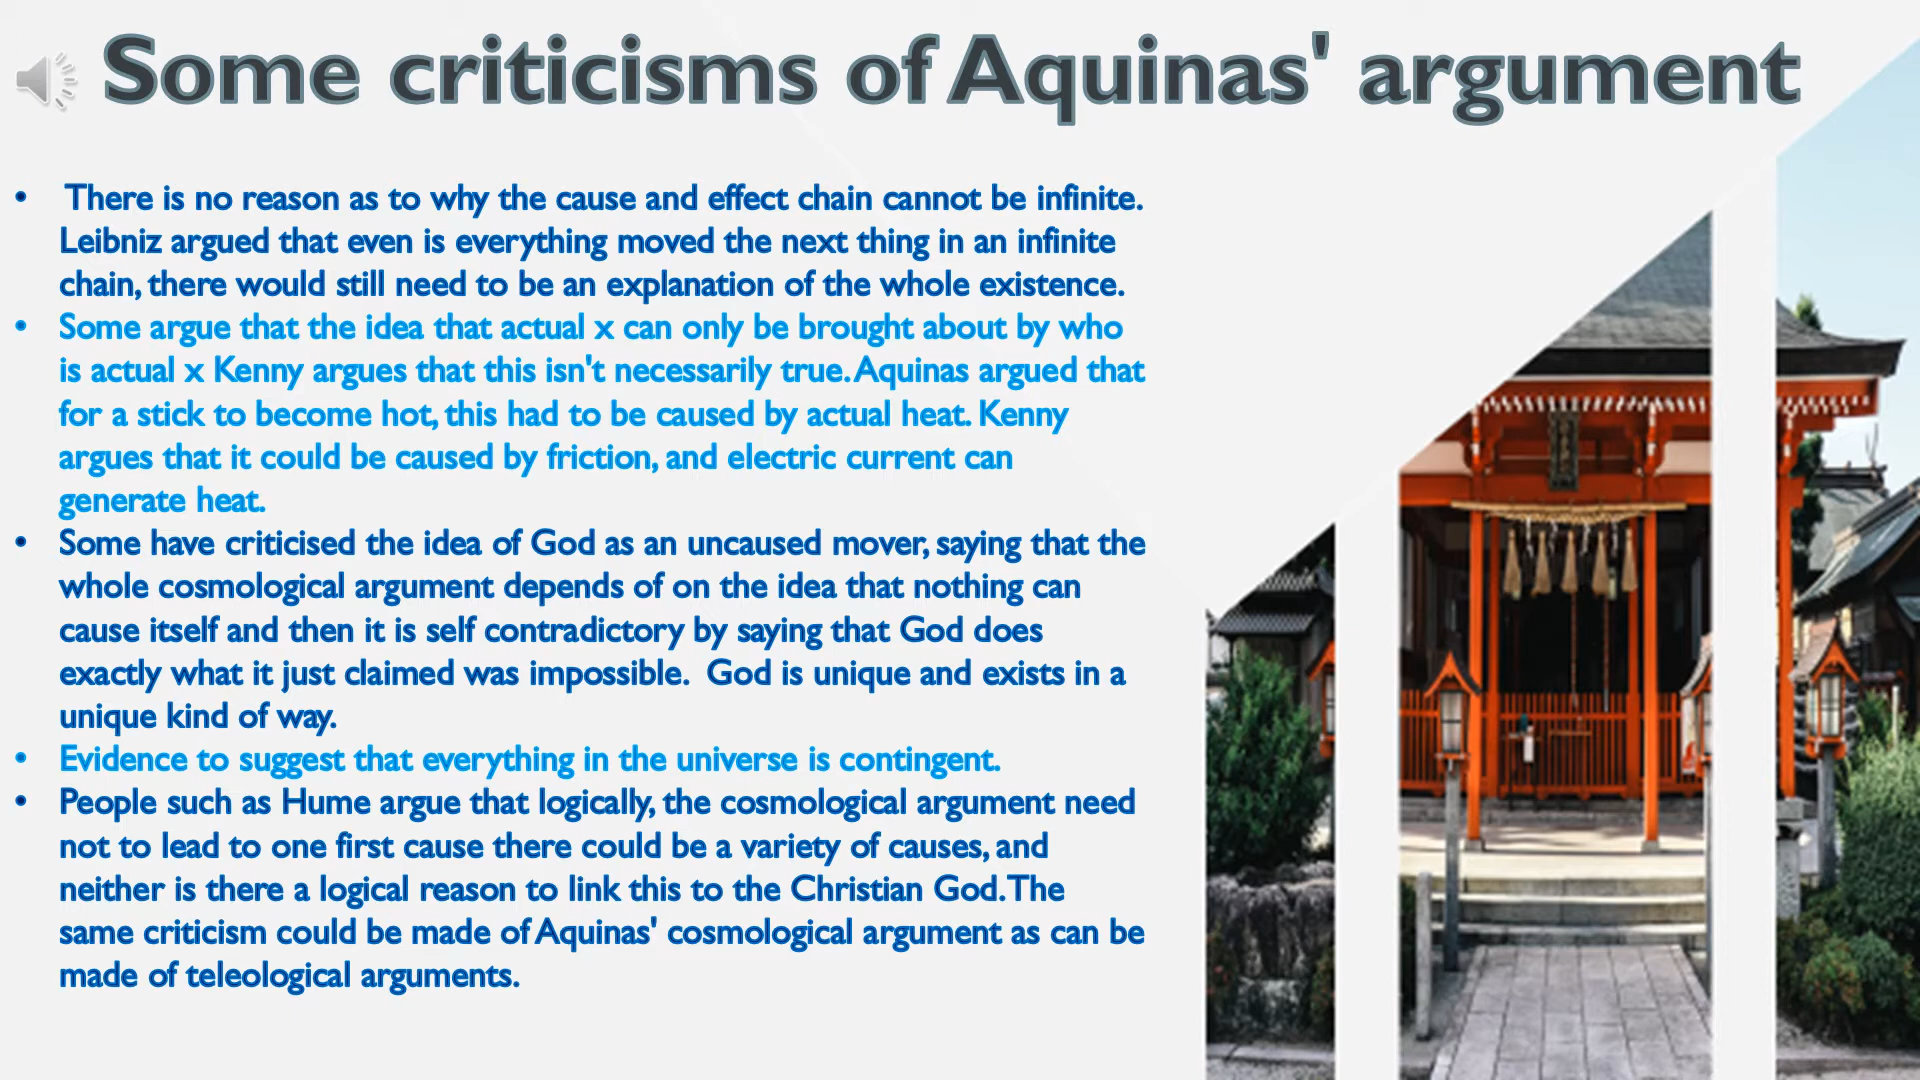 Some criticisms of Aquinas' argument
• There is no reason as to why the cause and effect chain cannot be infinite.
Leibniz argued that even is everything moved the next thing in an infinite
chain, there would still need to be an explanation of the whole existence.
• Some argue that the idea that actual x can only be brought about by who
is actual x Kenny argues that this isn't necessarily true. Aquinas argued that
for a stick to become hot, this had to be caused by actual heat. Kenny
argues that it could be caused by friction, and electric current can
generate heat.
• Some have criticised the idea of God as an uncaused mover, saying that the
whole cosmological argument depends of on the idea that nothing can
cause itself and then it is self contradictory by saying that God does
exactly what it just claimed was impossible. God is unique and exists in a
unique kind of way.
• Evidence to suggest that everything in the universe is contingent.
• People such as Hume argue that logically, the cosmological argument need
not to lead to one first cause there could be a variety of causes, and
neither is there a logical reason to link this to the Christian God. The
same criticism could be made of Aquinas' cosmological argument as can be
made of teleological arguments.